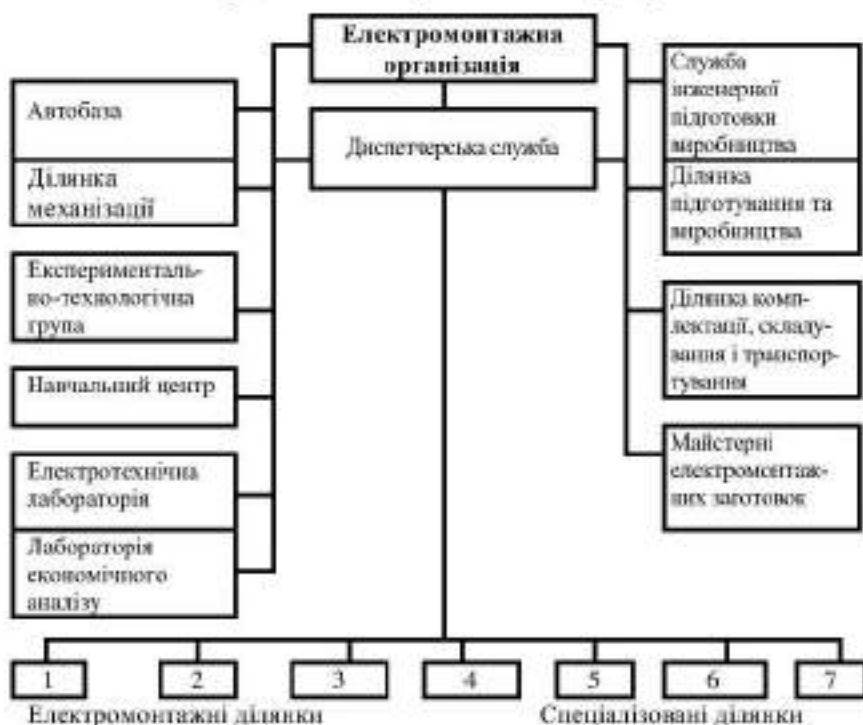 Електромонтажна
організація
Диспетчерська служба
Автобаза
Ділянка
механізації
Експерименталь-
но-технологічна
група
Навчальний центр
Електротехнічна
лабораторія
Лабораторія
економічного
аналізу
Служба
інженерної
підготовки
виробництва
Ділянка
підготування та
виробництва
Ділянка комп-
лектації, складу-
вання і транспор-
тування
Майстерні
електромонтаж-
них заготовок
1 2 3 4 5 6 7
Електромонтажні ділянки Спеціалізовані ділянки